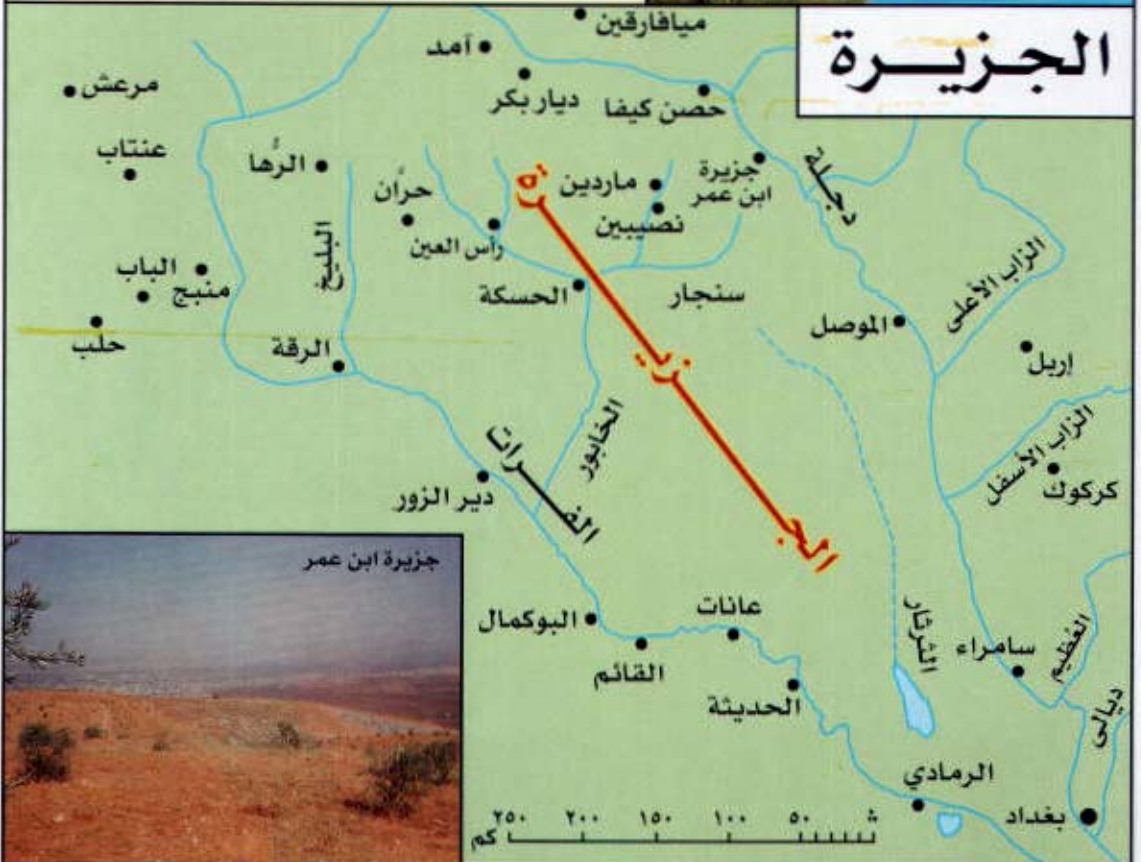 الجزيرة
ميافارقين
آمد
ديار بكر
حصن كيفا
مرعش
عنتاب
الرُّها
حرَّان
ماردين
نصيبين
جزيرة
ابن عمر
دجلة
رأس العين
البليخ
الباب
منبج
حلب
الرقة
الحسكة
سنجار
الموصل
الزاب الأعلى
إربل
الزاب الأسفل
كركوك
الجزيرة
الخابور
الفرات
دير الزور
البوكمال
القائم
عانات
الحديثة
الثرثار
سامراء
العُظيم
ديالى
الرمادي
بغداد
جزيرة ابن عمر
٢٥٠ ٢٠٠ ١٥٠ ١٠٠ ٥٠
كم